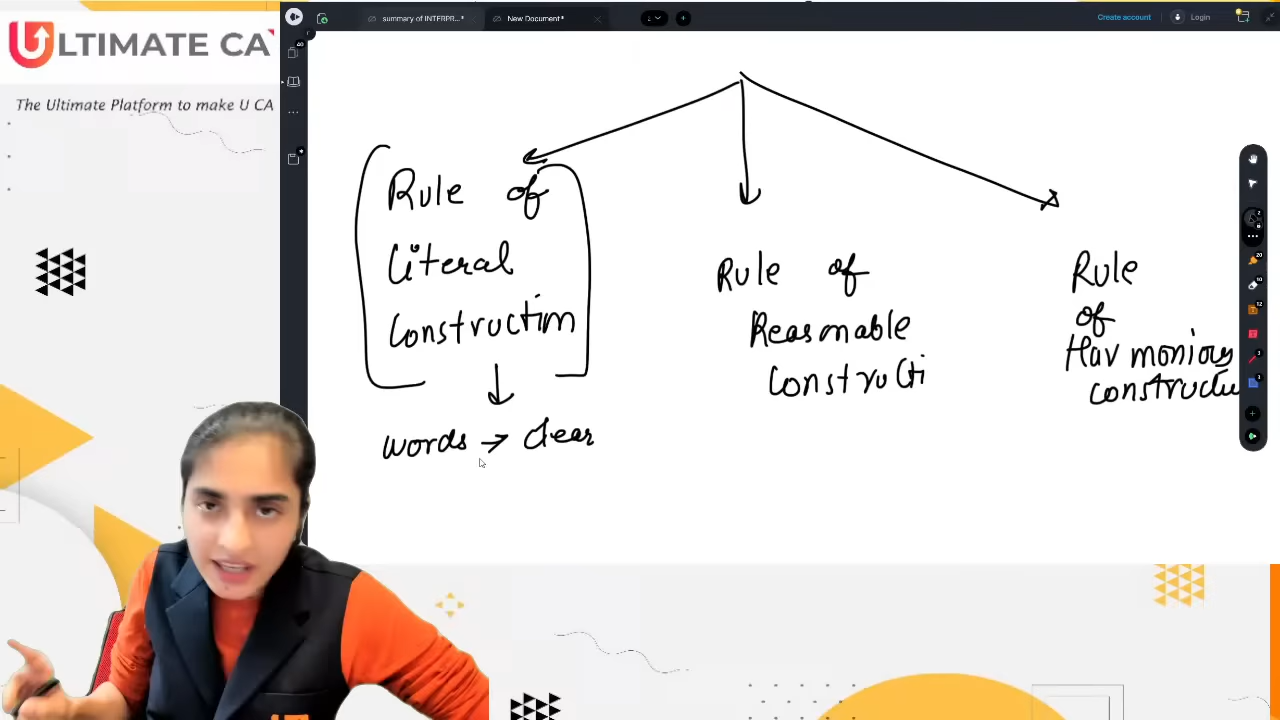 ULTIMATE CA
The Ultimate Platform to make U CA
summary of INTERPR...*
New Document*
Create account
Login
Rule of
Literal
Construction
words → clear
Rule of
Reasonable
Constructi
Rule
of
Harmonious
constructi